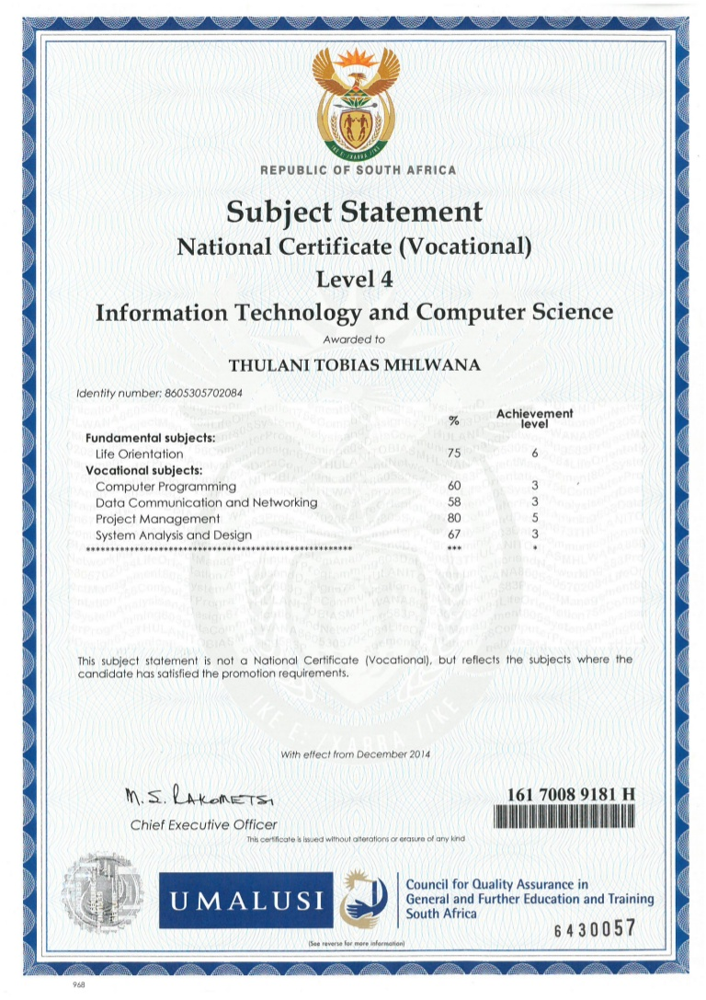 REPUBLIC OF SOUTH AFRICA
Subject Statement
National Certificate (Vocational)
Level 4
Information Technology and Computer Science
Awarded to
THULANI TOBIAS MHLWANA
Identity number: 8605305702084
% Achievement level
Fundamental subjects:
Life Orientation 75 6
Vocational subjects:
Computer Programming 60 3
Data Communication and Networking 58 3
Project Management 80 5
System Analysis and Design 67 3
******************************************************** *** *
This subject statement is not a National Certificate (Vocational), but reflects the subjects where the
candidate has satisfied the promotion requirements.
IKE E: /XARRA //KE
With effect from December 2014
M. S. RAKOMETSI
161 7008 9181 H
Chief Executive Officer
This certificate is issued without alterations or erasure of any kind
UMALUSI
Council for Quality Assurance in
General and Further Education and Training
South Africa
6430057
(See reverse for more information)
968